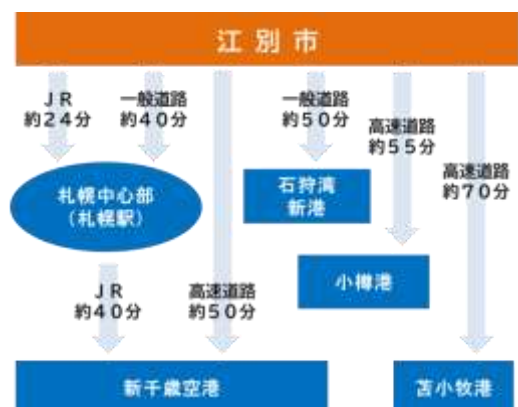 江別市
ＪＲ
約２４分
一般道路
約４０分
一般道路
約５０分
高速道路
約５５分
高速道路
約７０分
札幌中心部
（札幌駅）
石狩湾
新港
小樽港
ＪＲ
約４０分
高速道路
約５０分
新千歳空港
苫小牧港